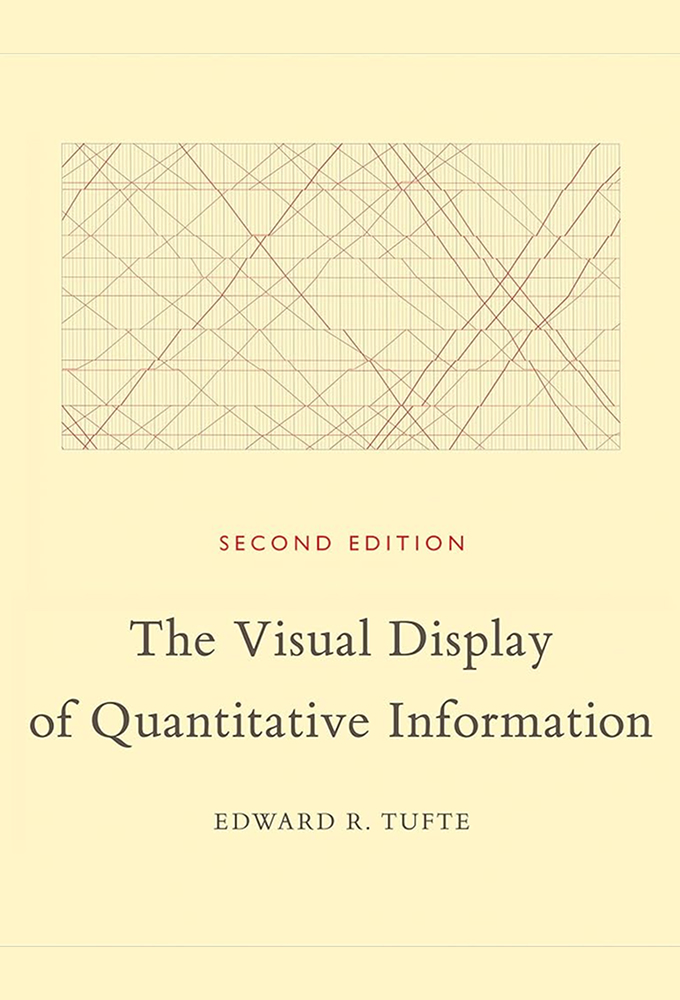 SECOND EDITION
The Visual Display
of Quantitative Information
EDWARD R. TUFTE